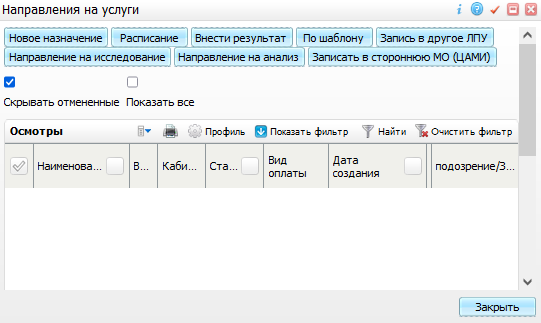 Направления на услуги
Новое назначение Расписание Внести результат По шаблону Запись в другое ЛПУ
Направление на исследование Направление на анализ Записать в стороннюю МО (ЦАМИ)
Скрывать отмененные Показать все
Осмотры Профиль Показать фильтр Найти Очистить фильтр
Наименова... В... Каби... Ста... Вид оплаты Дата создания подозрение/З...
Закрыть